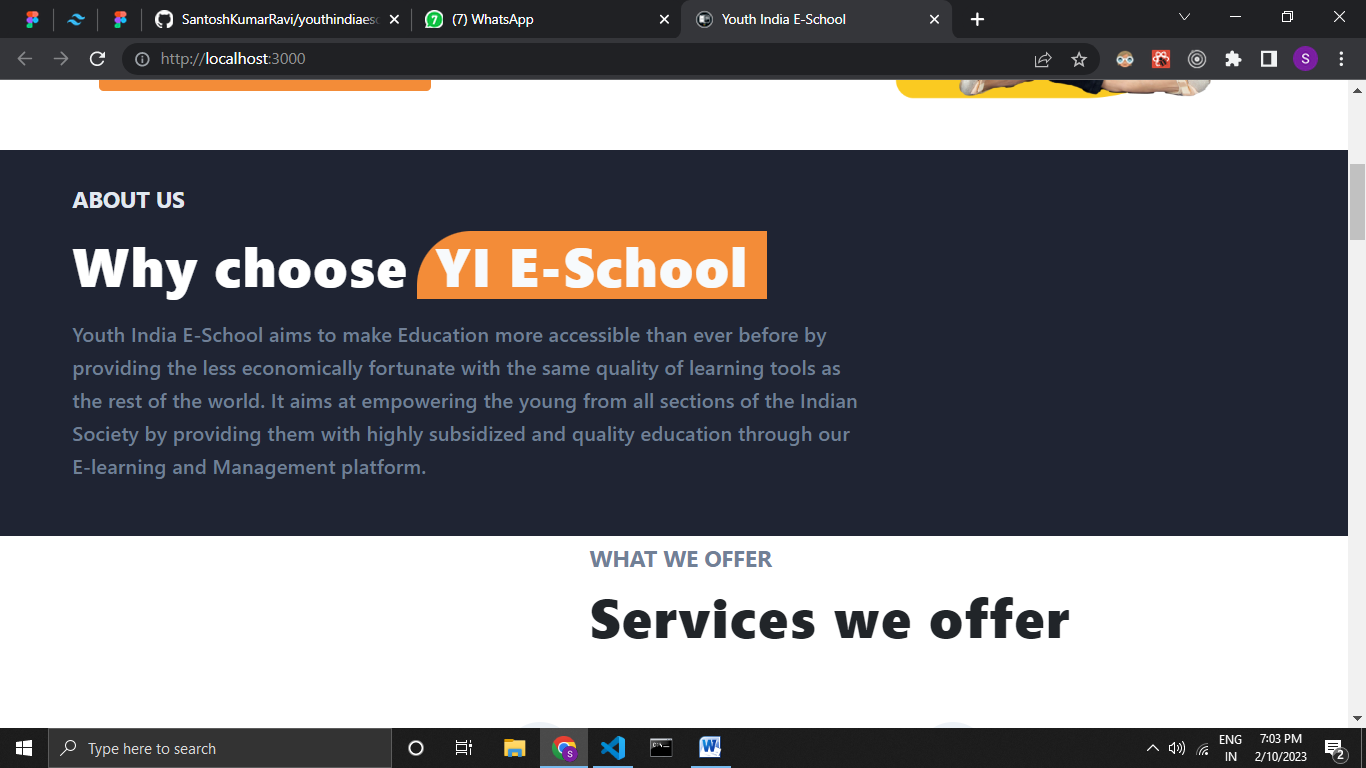 SantoshKumarRavi/youthindiaesc
7
(7) WhatsApp
Youth India E-School
http://localhost:3000
S
ABOUT US
Why choose YI E-School
Youth India E-School aims to make Education more accessible than ever before by
providing the less economically fortunate with the same quality of learning tools as
the rest of the world. It aims at empowering the young from all sections of the Indian
Society by providing them with highly subsidized and quality education through our
E-learning and Management platform.
WHAT WE OFFER
Services we offer
Type here to search
S
W
ENG
IN
7:03 PM
2/10/2023
2